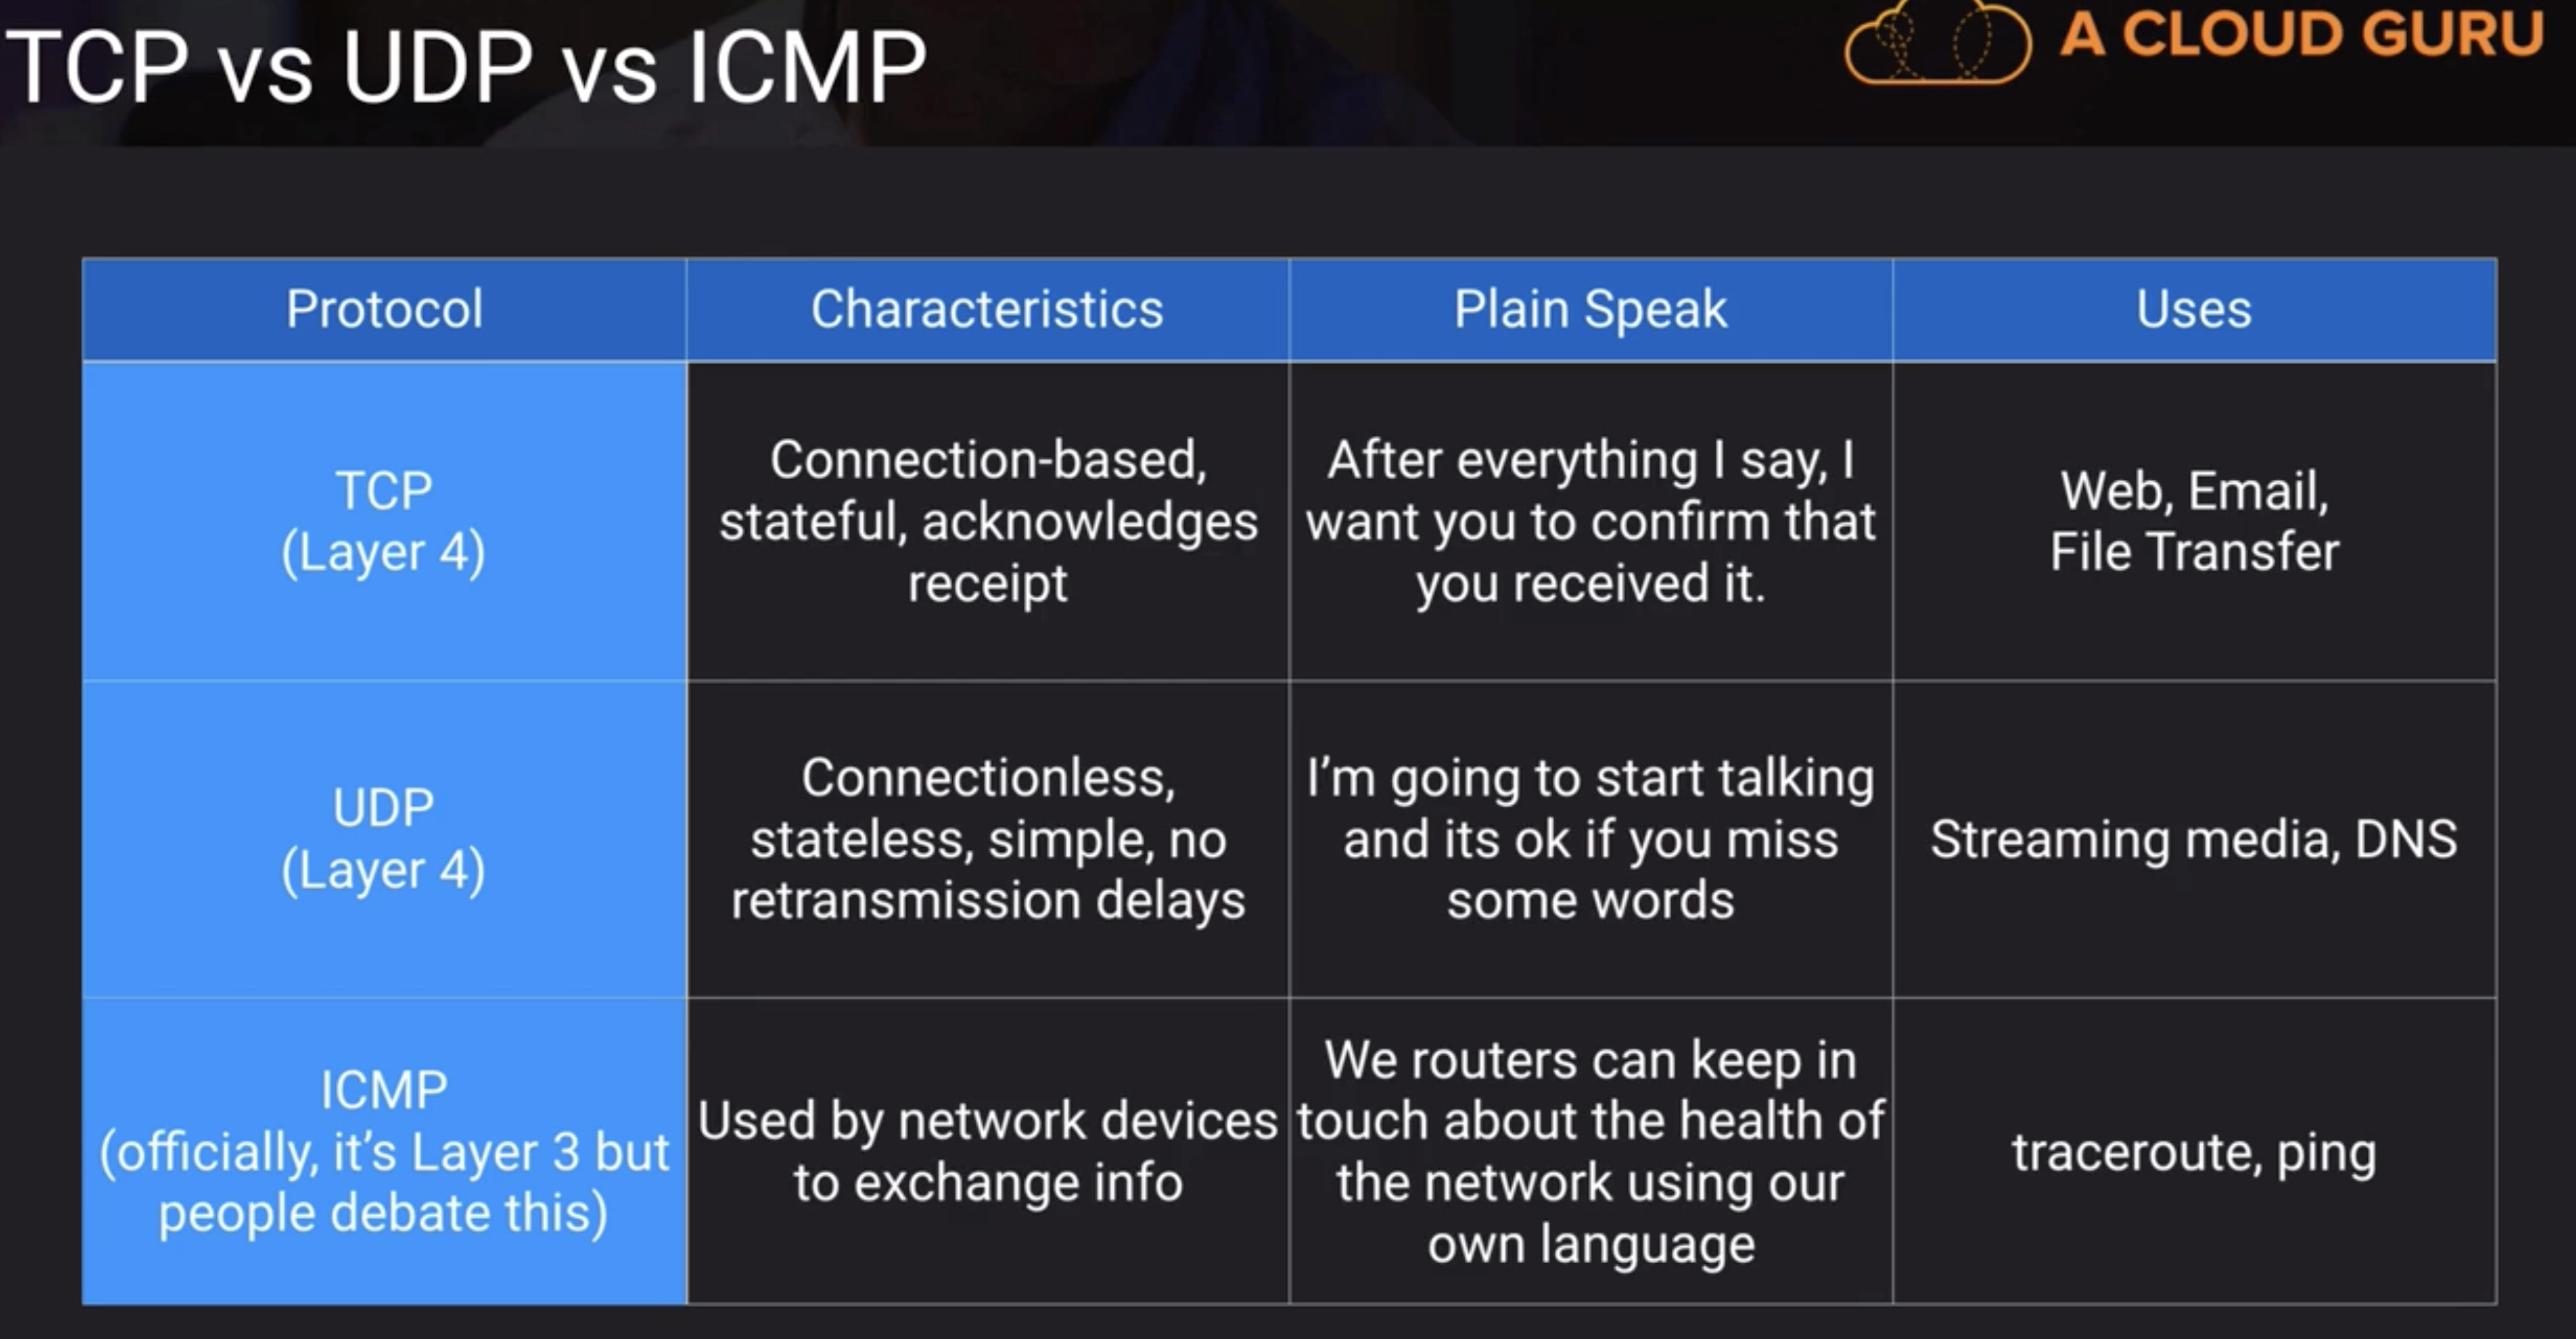 TCP vs UDP vs ICMP
A CLOUD GURU
Protocol
Characteristics
Plain Speak
Uses
TCP
(Layer 4)
Connection-based,
stateful, acknowledges
receipt
After everything I say, I
want you to confirm that
you received it.
Web, Email,
File Transfer
UDP
(Layer 4)
Connectionless,
stateless, simple, no
retransmission delays
I’m going to start talking
and its ok if you miss
some words
Streaming media, DNS
ICMP
(officially, it’s Layer 3 but
people debate this)
Used by network devices
to exchange info
We routers can keep in
touch about the health of
the network using our
own language
traceroute, ping